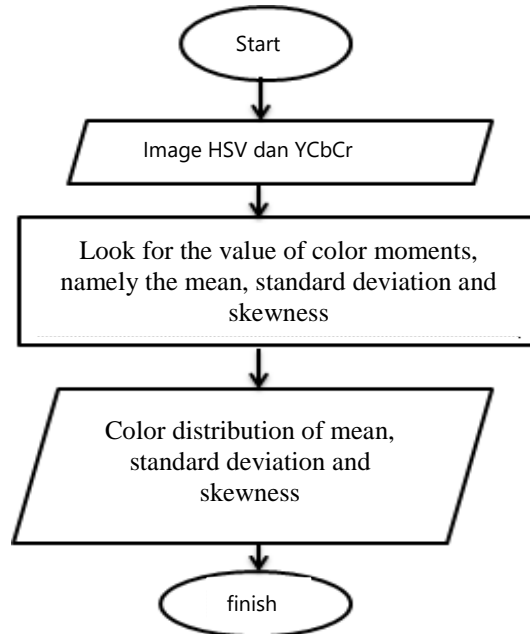 Start
Image HSV dan YCbCr
Look for the value of color moments,
namely the mean, standard deviation and
skewness
Color distribution of mean,
standard deviation and
skewness
finish